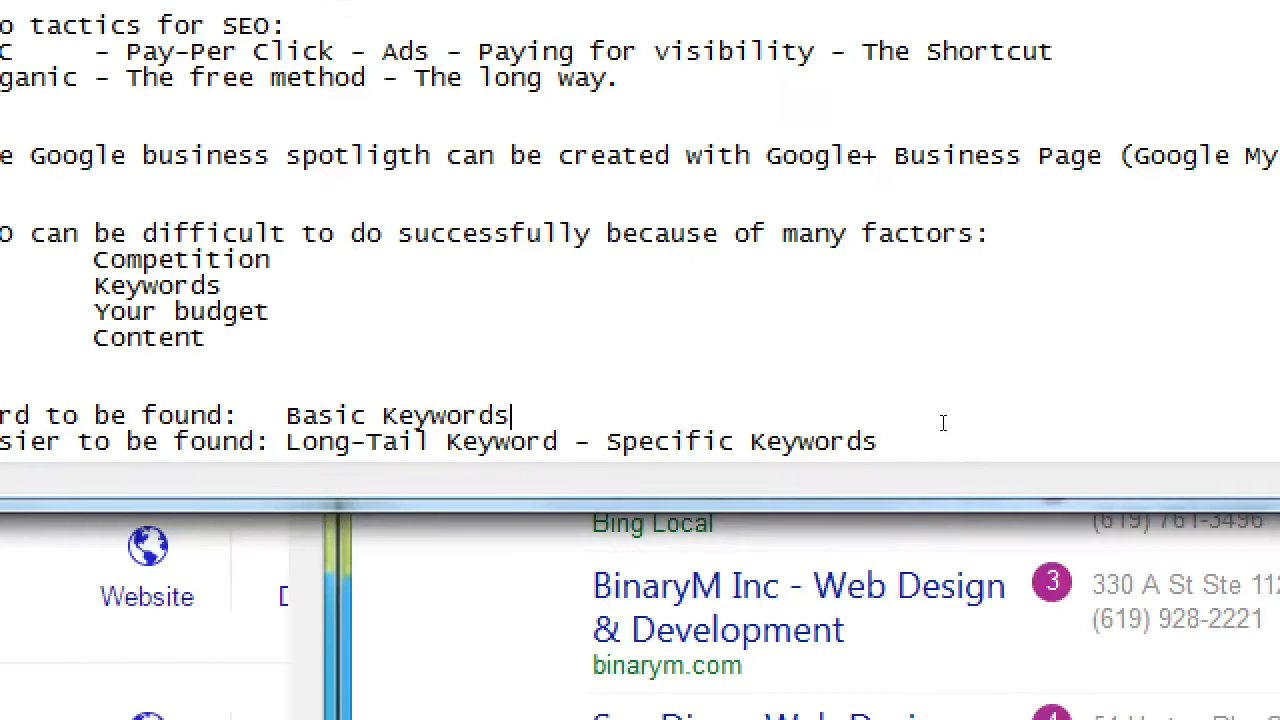 o tactics for SEO:
C - Pay-Per Click - Ads - Paying for visibility - The Shortcut
ganic - The free method - The long way.
e Google business spotligth can be created with Google+ Business Page (Google My
O can be difficult to do successfully because of many factors:
Competition
Keywords
Your budget
Content
rd to be found: Basic Keywords
sier to be found: Long-Tail Keyword - Specific Keywords
Bing Local
(619) 761-3496
Website
BinaryM Inc - Web Design
& Development
binarym.com
3
330 A St Ste 112
(619) 928-2221
4